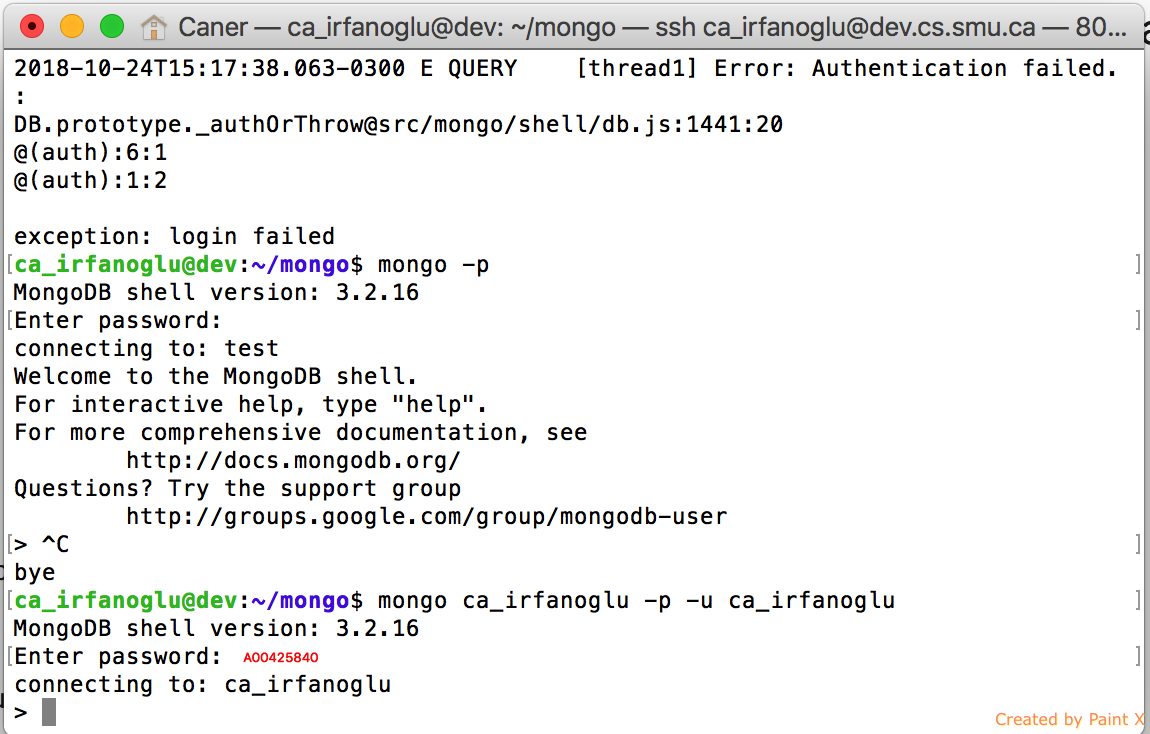 Caner — ca_irfanoglu@dev: ~/mongo — ssh ca_irfanoglu@dev.cs.smu.ca — 80...
2018-10-24T15:17:38.063-0300 E QUERY    [thread1] Error: Authentication failed.
:
DB.prototype._authOrThrow@src/mongo/shell/db.js:1441:20
@(auth):6:1
@(auth):1:2
exception: login failed
[ca_irfanoglu@dev:~/mongo$ mongo -p ]
MongoDB shell version: 3.2.16
[Enter password: ]
connecting to: test
Welcome to the MongoDB shell.
For interactive help, type "help".
For more comprehensive documentation, see
http://docs.mongodb.org/
Questions? Try the support group
http://groups.google.com/group/mongodb-user
[> ^C ]
bye
[ca_irfanoglu@dev:~/mongo$ mongo ca_irfanoglu -p -u ca_irfanoglu ]
MongoDB shell version: 3.2.16
[Enter password: A00425840 ]
connecting to: ca_irfanoglu
>
Created by Paint X